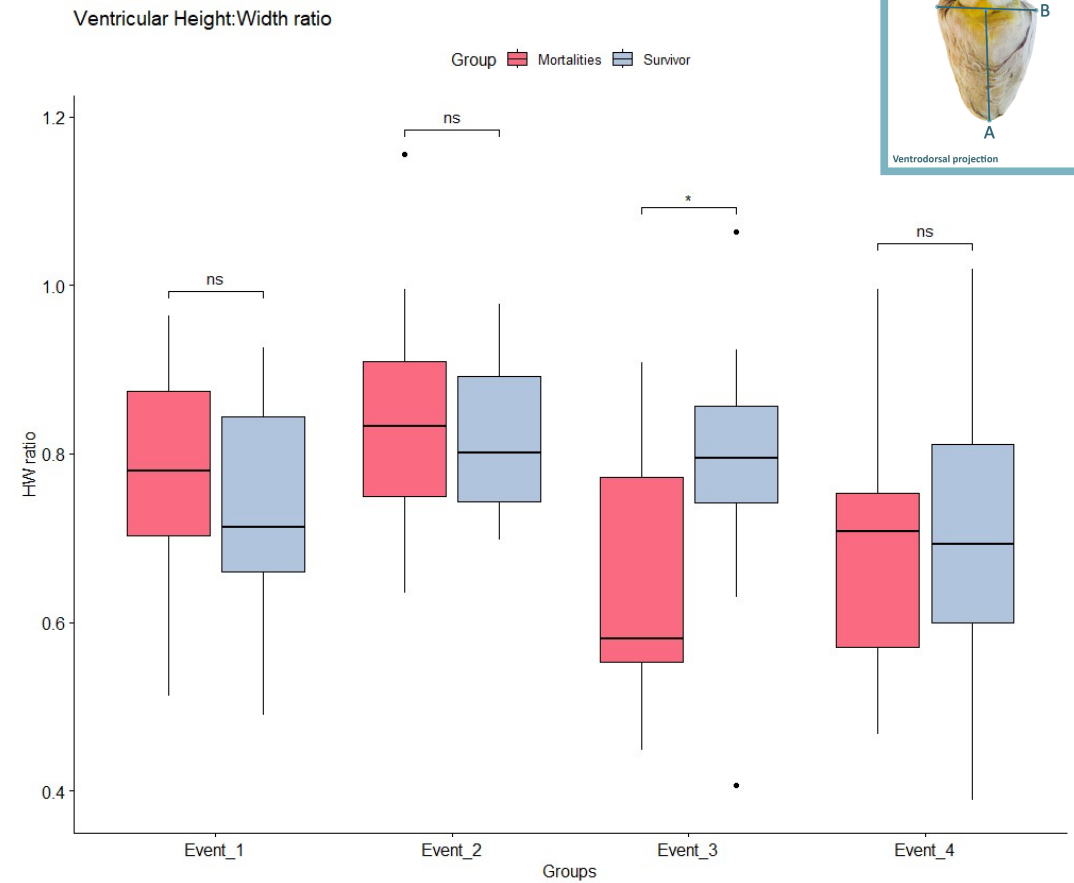 Ventricular Height:Width ratio
B
Group Mortalities Survivor
A
Ventrodorsal projection
1.2
ns
*
ns
ns
1.0
0.8
0.6
0.4
HW ratio
Event_1 Event_2 Event_3 Event_4
Groups